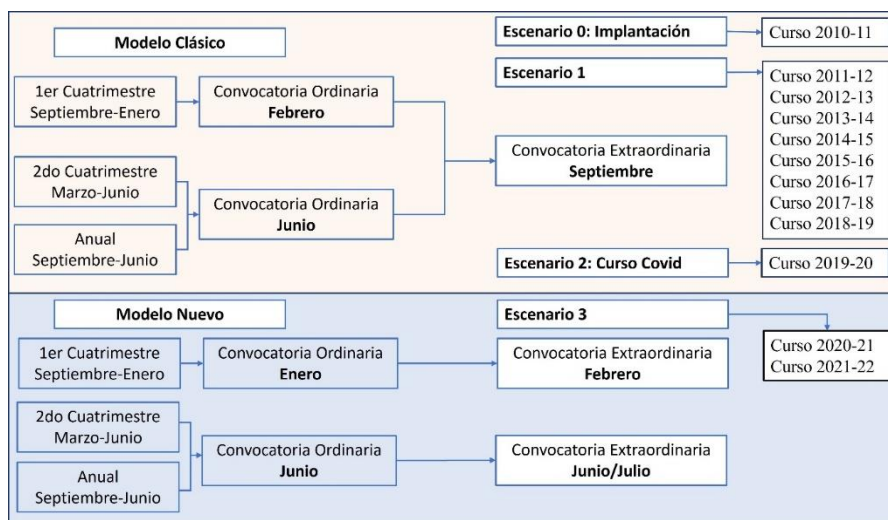 Modelo Clásico
1er Cuatrimestre
Septiembre-Enero
Convocatoria Ordinaria
Febrero
2do Cuatrimestre
Marzo-Junio
Anual
Septiembre-Junio
Convocatoria Ordinaria
Junio
Convocatoria Extraordinaria
Septiembre
Escenario 0: Implantación
Curso 2010-11
Escenario 1
Curso 2011-12
Curso 2012-13
Curso 2013-14
Curso 2014-15
Curso 2015-16
Curso 2016-17
Curso 2017-18
Curso 2018-19
Escenario 2: Curso Covid
Curso 2019-20
Modelo Nuevo
Escenario 3
Curso 2020-21
Curso 2021-22
1er Cuatrimestre
Septiembre-Enero
Convocatoria Ordinaria
Enero
Convocatoria Extraordinaria
Febrero
2do Cuatrimestre
Marzo-Junio
Anual
Septiembre-Junio
Convocatoria Ordinaria
Junio
Convocatoria Extraordinaria
Junio/Julio